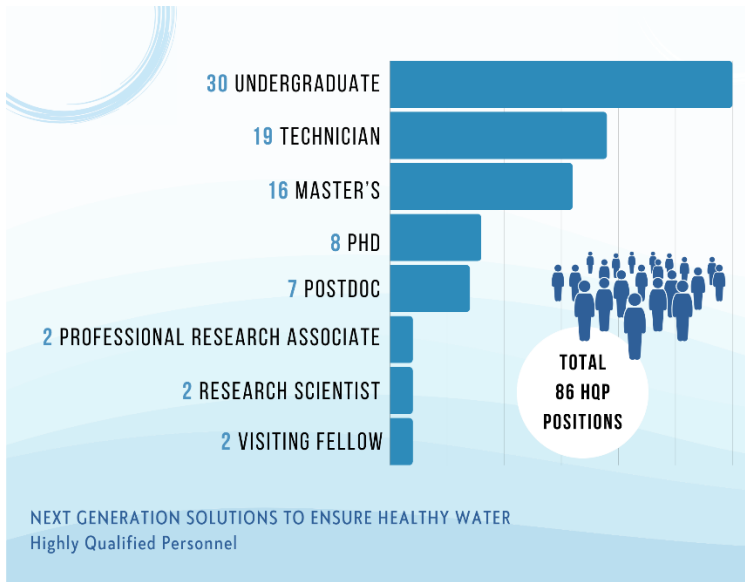 30 UNDERGRADUATE
19 TECHNICIAN
16 MASTER'S
8 PHD
7 POSTDOC
2 PROFESSIONAL RESEARCH ASSOCIATE
2 RESEARCH SCIENTIST
2 VISITING FELLOW
TOTAL
86 HQP
POSITIONS
NEXT GENERATION SOLUTIONS TO ENSURE HEALTHY WATER
Highly Qualified Personnel